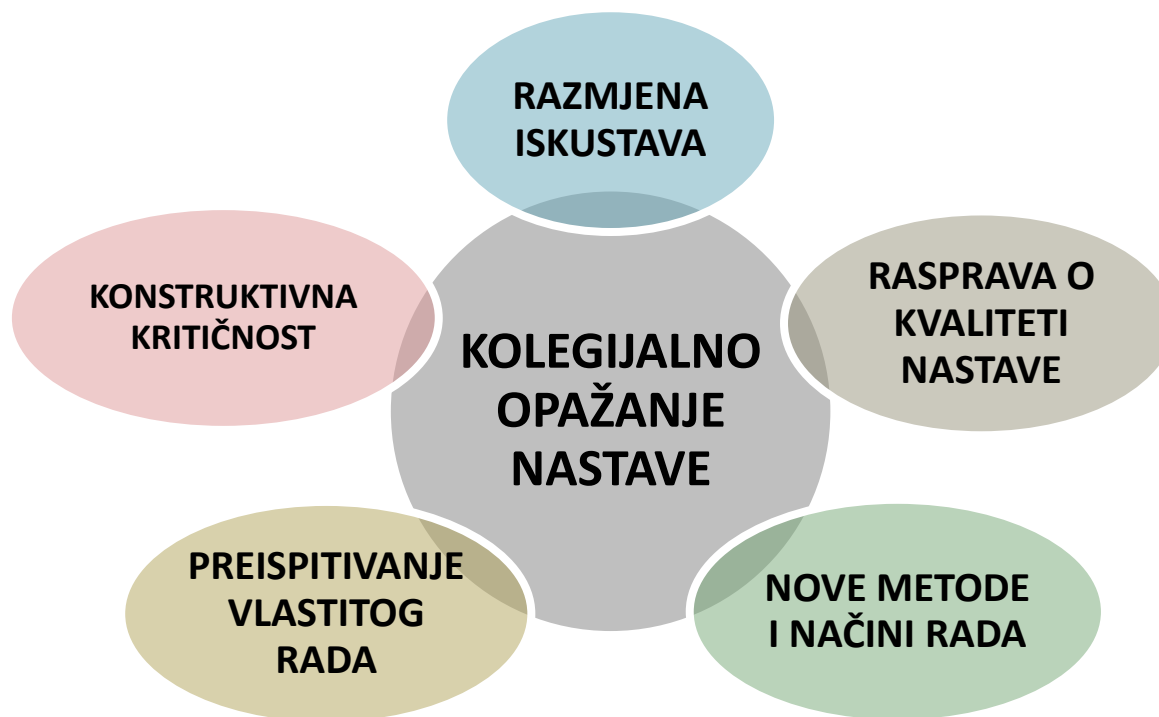 RAZMJENA
ISKUSTAVA
KONSTRUKTIVNA
KRITIČNOST
RASPRAVA O
KVALITETI
NASTAVE
KOLEGIJALNO
OPAŽANJE
NASTAVE
PREISPITIVANJE
VLASTITOG
RADA
NOVE METODE
I NAČINI RADA